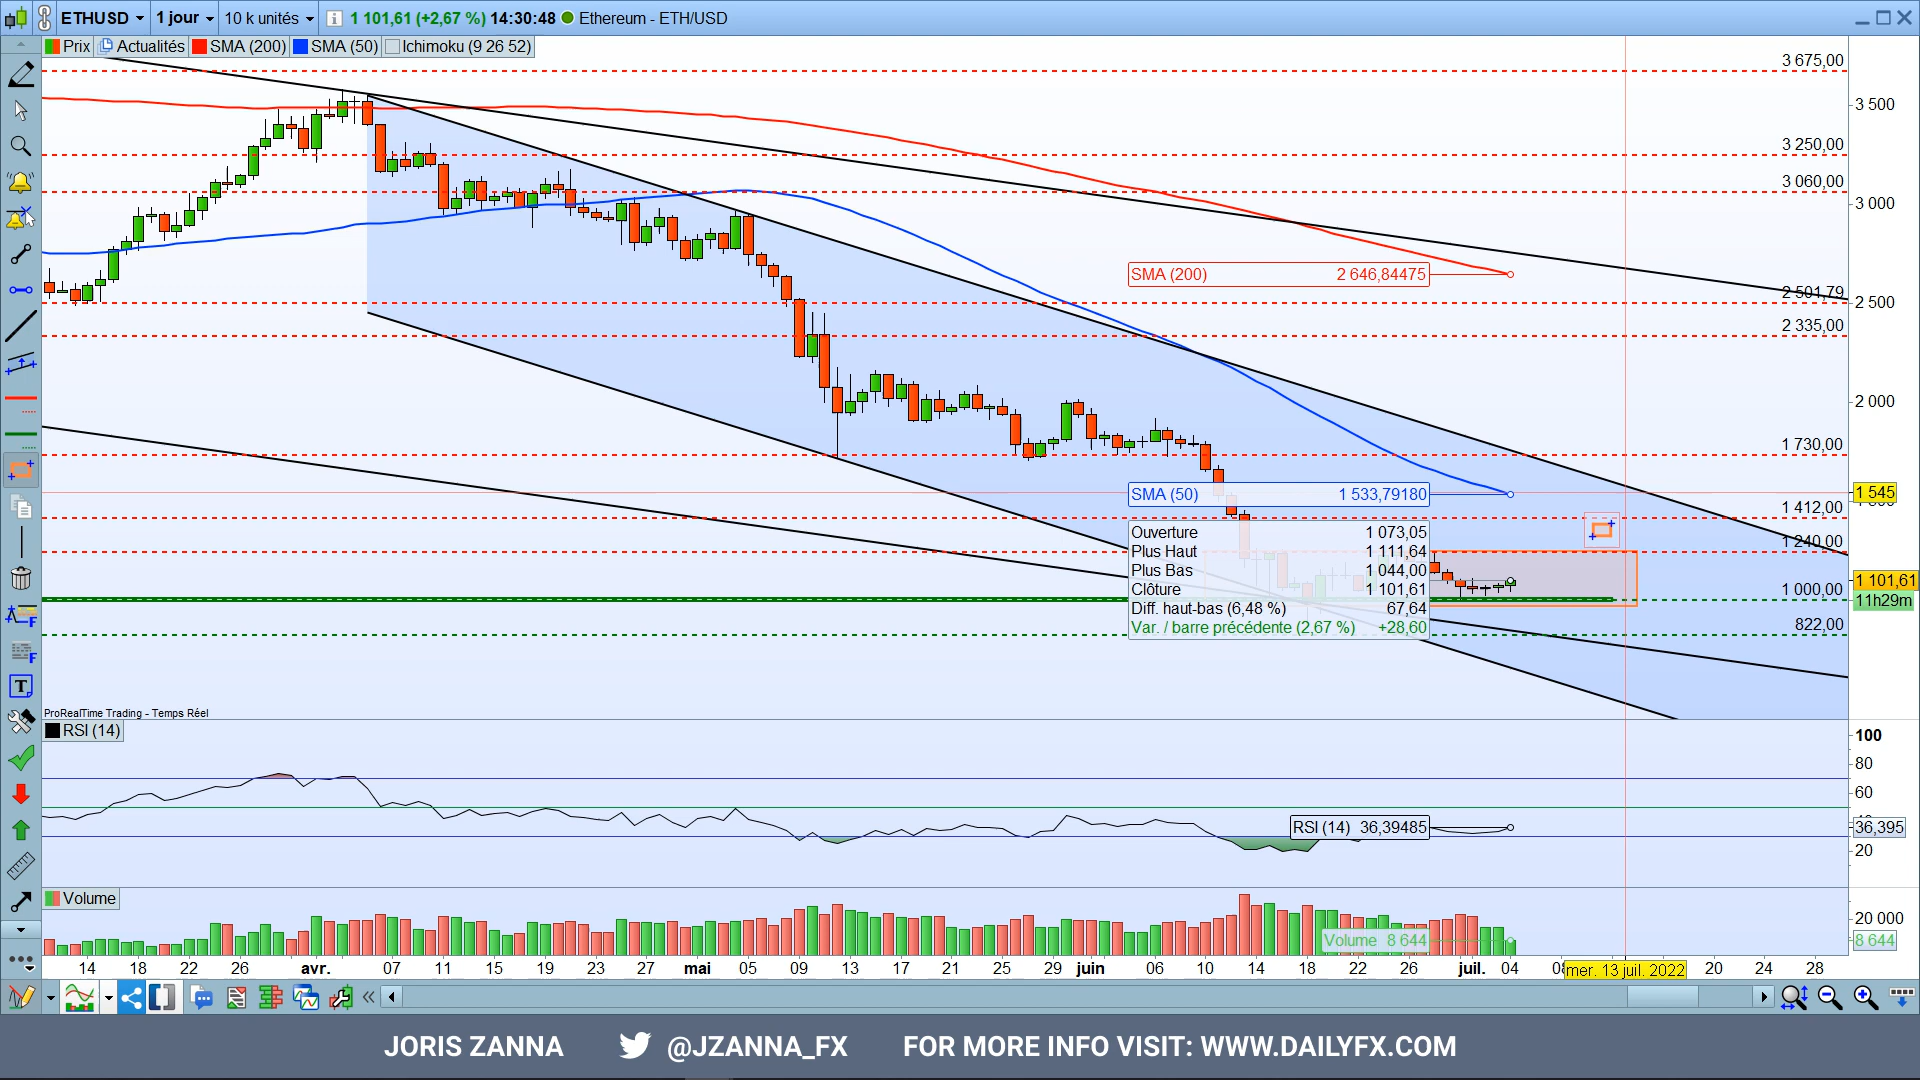 ETHUSD 1 jour 10 k unités 1 101,61 (+2,67 %) 14:30:48 Ethereum - ETH/USD
Prix Actualités SMA (200) SMA (50) Ichimoku (9 26 52)
3 675,00
3 500
3 250,00
3 060,00
3 000
SMA (200) 2 646,84475
2 501,79
2 500
2 335,00
2 000
1 730,00
SMA (50) 1 533,79180
1 545
1 412,00
Ouverture 1 073,05
1 240,00
Plus Haut 1 111,64
Plus Bas 1 044,00
1 101,61
Clôture 1 101,61
1 000,00
11h29m
Diff. haut-bas (6,48 %) 67,64
Var. / barre précédente (2,67 %) +28,60
822,00
ProRealTime Trading - Temps Réel
RSI (14)
100
80
60
RSI (14) 36,39485
36,395
20
Volume
20 000
Volume 8 644
8 644
14 18 22 26 avr. 07 11 15 19 23 27 mai 05 09 13 17 21 25 29 juin 06 10 14 18 22 26 juil. 04 mer. 13 juil. 2022 20 24 28
JORIS ZANNA @JZANNA_FX FOR MORE INFO VISIT: WWW.DAILYFX.COM